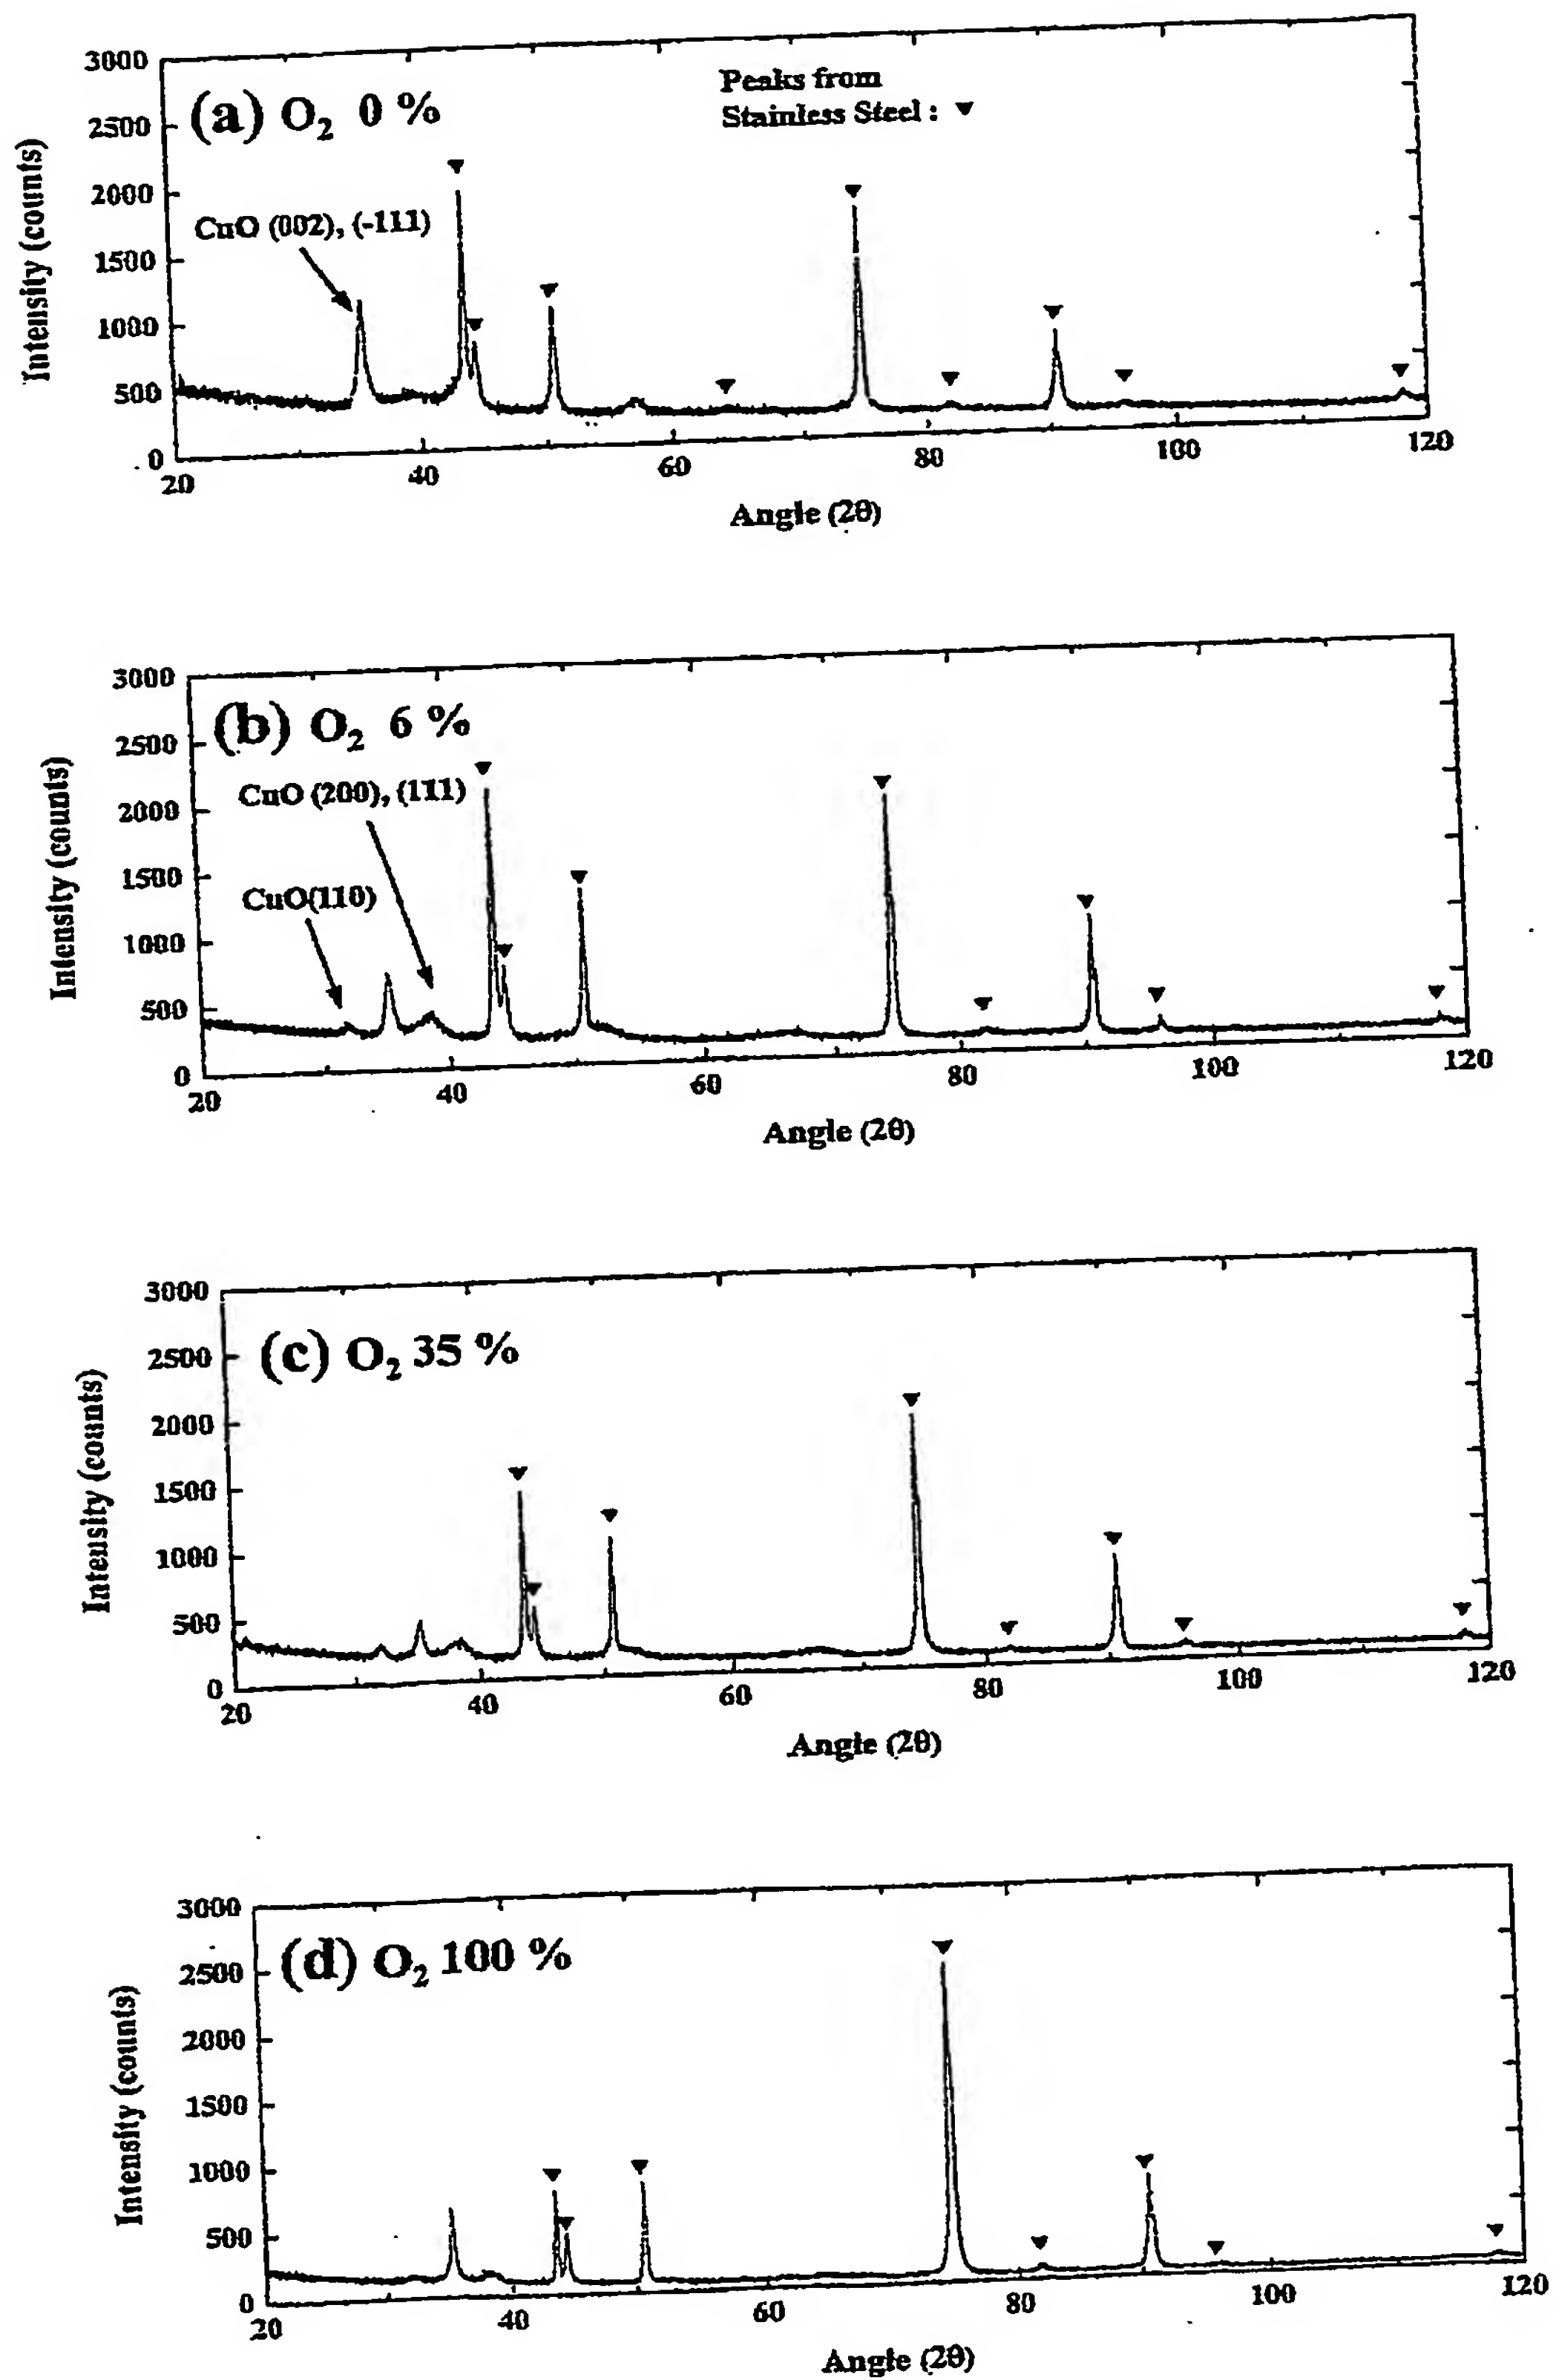 3000
(a) O₂ 0 %
Peaks from
Stainless Steel : ▼
2500
2000
CuO (002), (-111)
1500
1000
500
0
Intensity (counts)
20 40 60 80 100 120
Angle (2θ)
3000
(b) O₂ 6 %
2500
CuO (200), (111)
2000
1500
CuO(110)
1000
500
0
Intensity (counts)
20 40 60 80 100 120
Angle (2θ)
3000
(c) O₂ 35 %
2500
2000
1500
1000
500
0
Intensity (counts)
20 40 60 80 100 120
Angle (2θ)
3000
(d) O₂ 100 %
2500
2000
1500
1000
500
0
Intensity (counts)
20 40 60 80 100 120
Angle (2θ)